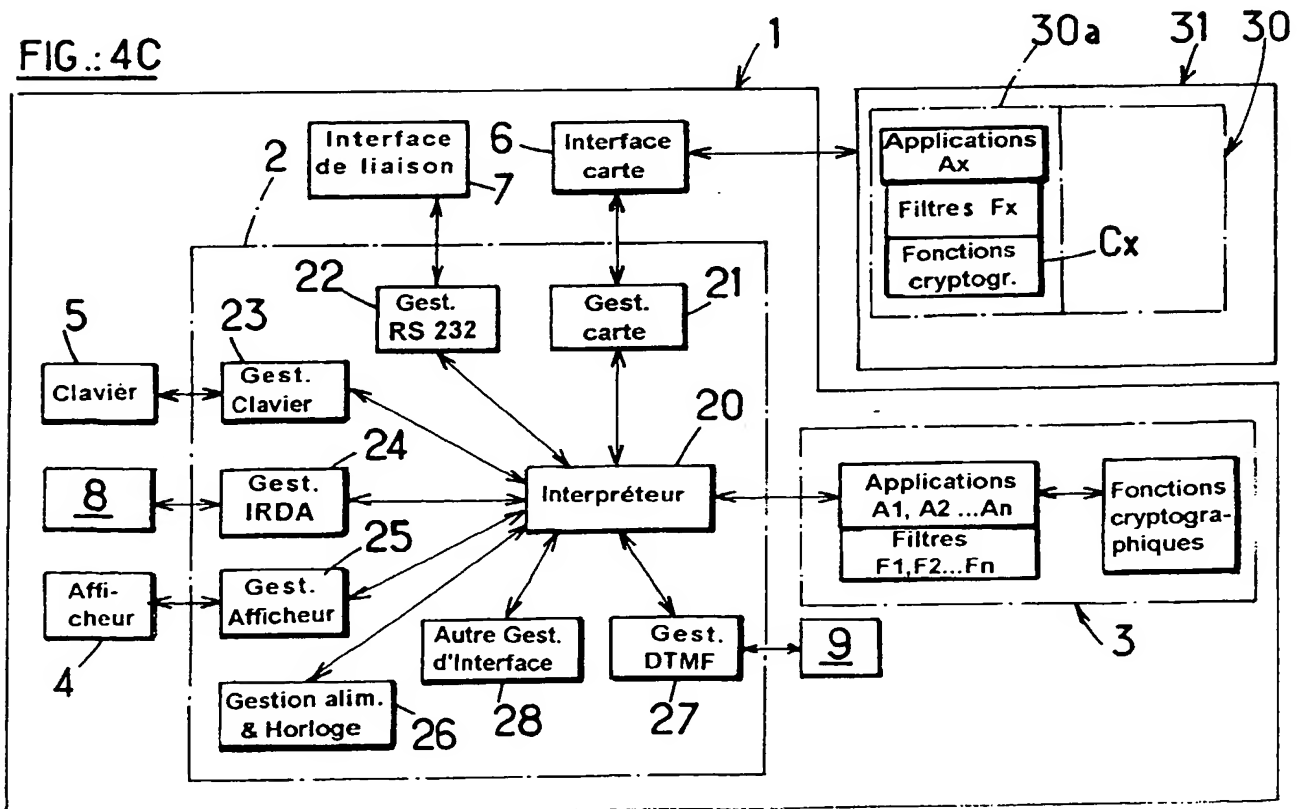 FIG.: 4C
1
30a
31
30
2
Interface
de liaison
7
6
Interface
carte
Applications
Ax
Filtres Fx
Fonctions
cryptogr.
Cx
22
Gest.
RS 232
Gest.
carte
21
5
Clavier
23
Gest.
Clavier
20
Interpréteur
8
24
Gest.
IRDA
Applications
A1, A2 ...An
Filtres
F1,F2...Fn
Fonctions
cryptogra-
phiques
3
Affi-
cheur
4
25
Gest.
Afficheur
Autre Gest.
d'Interface
28
Gest.
DTMF
27
9
Gestion alim.
& Horloge
26